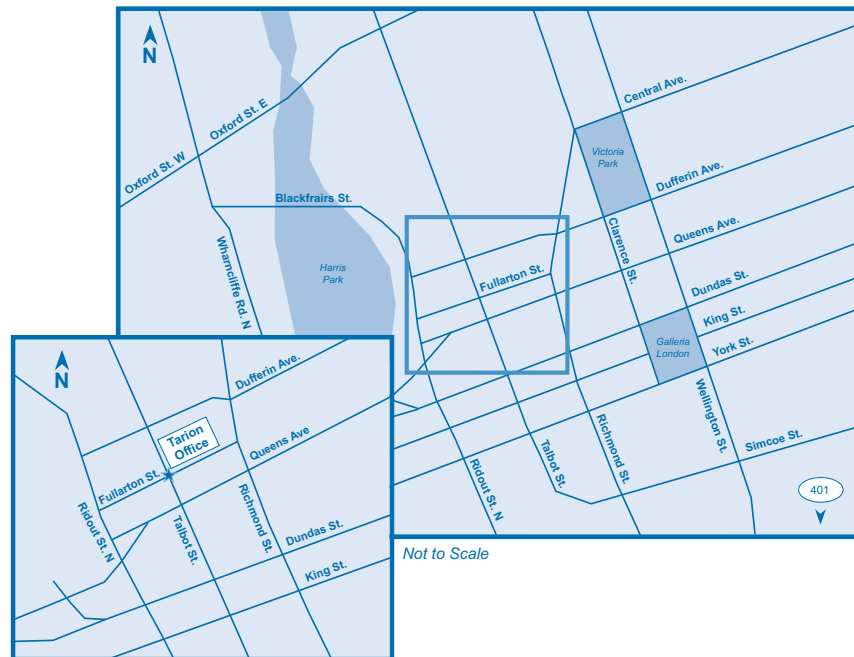 N
Central Ave.
Oxford St. E
Victoria
Park
Oxford St. W
Dufferin Ave.
Blackfrairs St.
Queens Ave.
Wharncliffe Rd. N
Clarence St.
Harris
Park
Fullarton St.
Dundas St.
King St.
York St.
Galleria
London
Wellington St.
Simcoe St.
Richmond St.
Talbot St.
Ridout St. N
401
Not to Scale
N
Dufferin Ave.
Tarion
Office
Queens Ave
Fullarton St.
Ridout St. N
Talbot St.
Richmond St.
Dundas St.
King St.